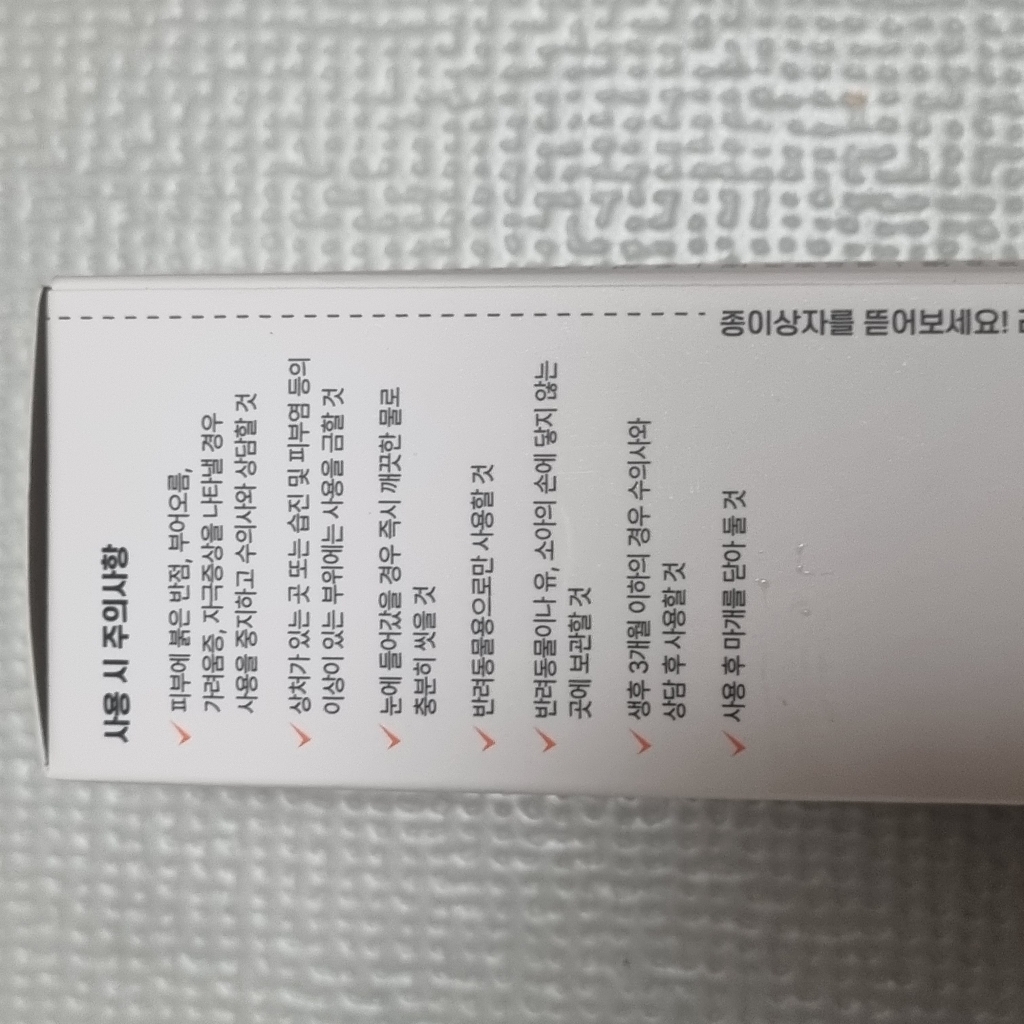 사용 시 주의사항
피부에 붉은 반점, 부어오름,
가려움증, 자극증상을 나타낼 경우
사용을 중지하고 수의사와 상담할 것
상처가 있는 곳 또는 습진 및 피부염 등의
이상이 있는 부위에는 사용을 금할 것
눈에 들어갔을 경우 즉시 깨끗한 물로
충분히 씻을 것
반려동물용으로만 사용할 것
반려동물이나 유, 소아의 손에 닿지 않는
곳에 보관할 것
생후 3개월 이하의 경우 수의사와
상담 후 사용할 것
사용 후 마개를 닫아 둘 것
종이상자를 뜯어보세요!